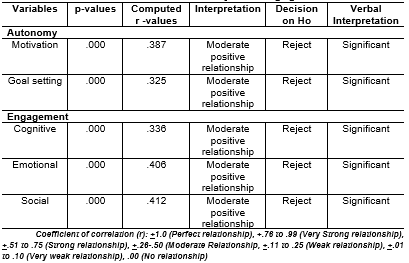 Variables p-values Computed Interpretation Decision Verbal
r -values on Ho Interpretation
Autonomy
Motivation .000 .387 Moderate Reject Significant
positive
relationship
Goal setting .000 .325 Moderate Reject Significant
positive
relationship
Engagement
Cognitive .000 .336 Moderate Reject Significant
positive
relationship
Emotional .000 .406 Moderate Reject Significant
positive
relationship
Social .000 .412 Moderate Reject Significant
positive
relationship
Coefficient of correlation (r): ±1.0 (Perfect relationship), +.76 to .99 (Very Strong relationship),
±.51 to .75 (Strong relationship), ±.26-.50 (Moderate Relationship, ±.11 to .25 (Weak relationship), ±.01
to .10 (Very weak relationship), .00 (No relationship)